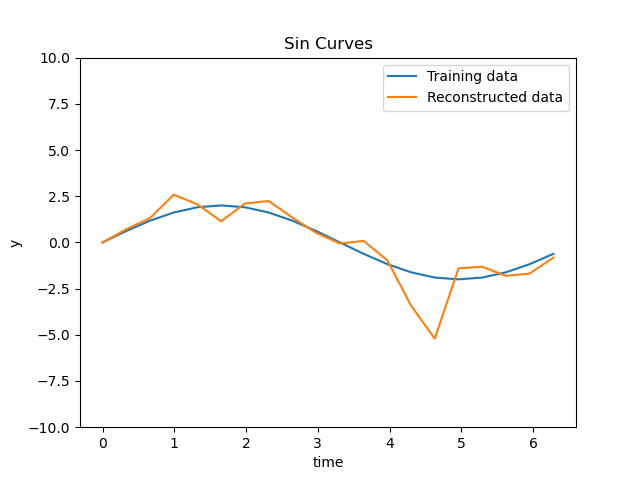 Sin Curves
Training data
Reconstructed data
10.0
7.5
5.0
2.5
0.0
−2.5
−5.0
−7.5
−10.0
y
0 1 2 3 4 5 6
time